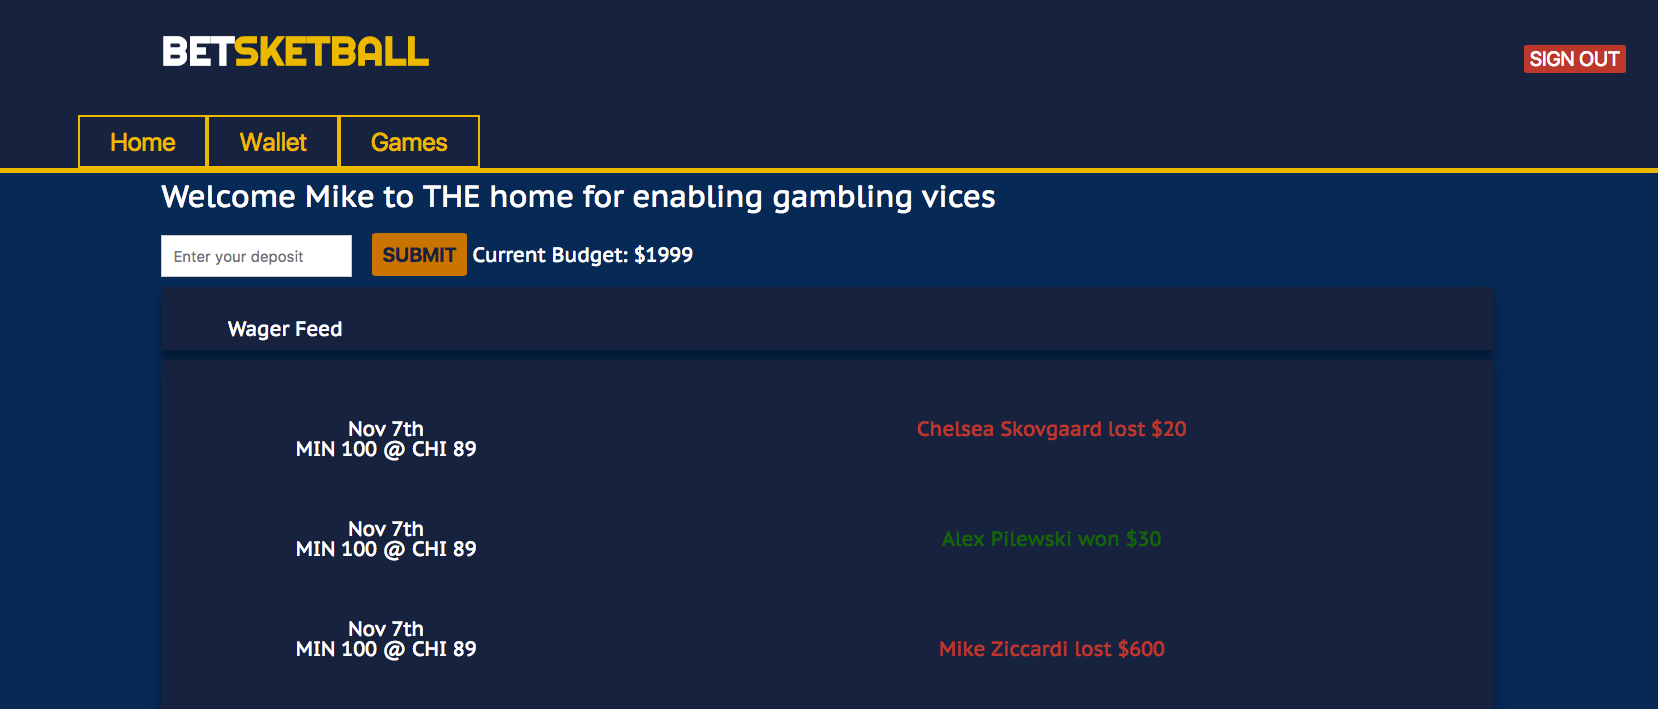 BETSKETBALL
SIGN OUT
Home Wallet Games
Welcome Mike to THE home for enabling gambling vices
Enter your deposit SUBMIT Current Budget: $1999
Wager Feed
Nov 7th
MIN 100 @ CHI 89
Chelsea Skovgaard lost $20
Nov 7th
MIN 100 @ CHI 89
Alex Pilewski won $30
Nov 7th
MIN 100 @ CHI 89
Mike Ziccardi lost $600